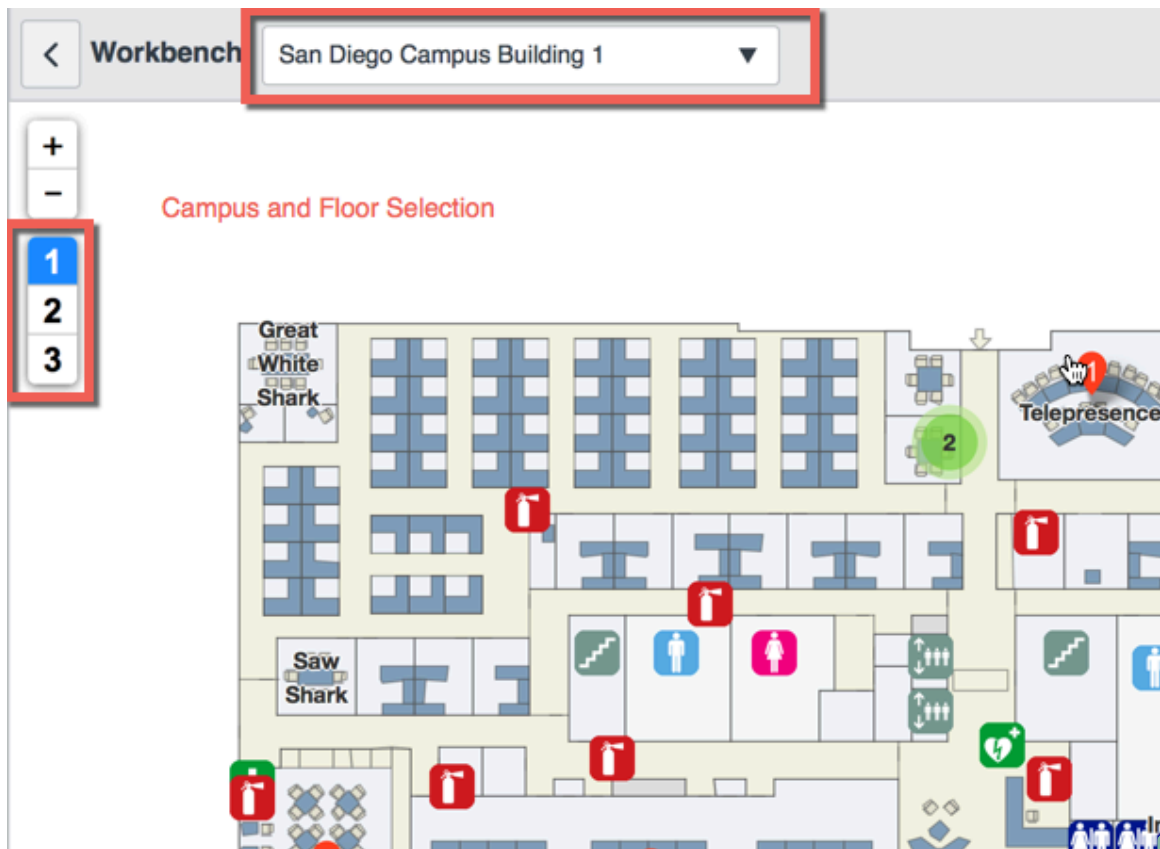 Workbench
San Diego Campus Building 1
+
−
Campus and Floor Selection
1
2
3
Great
White
Shark
1
Telepresence
2
Saw
Shark